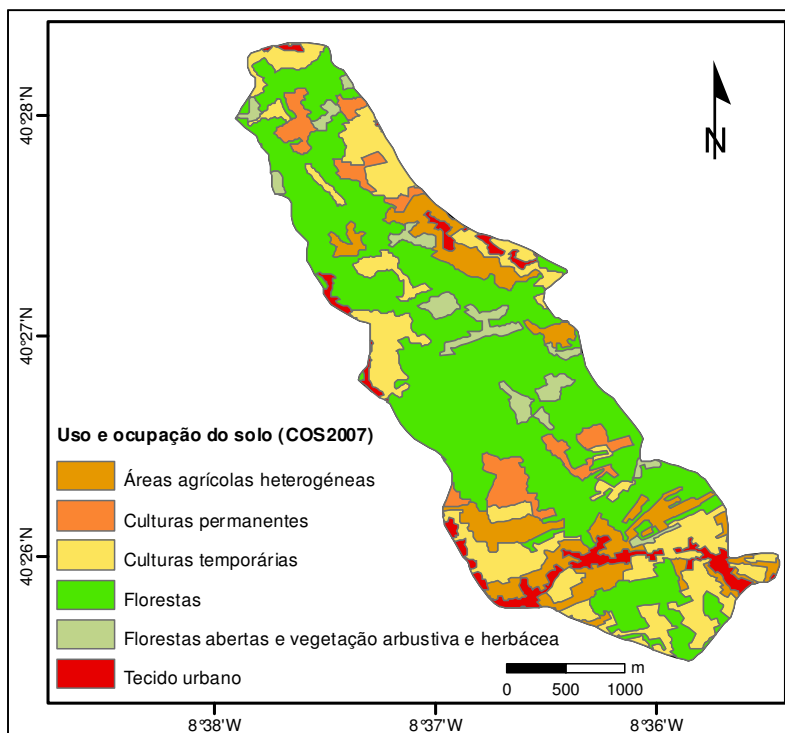 40°28'N
N
40°27'N
Uso e ocupação do solo (COS2007)
Áreas agrícolas heterogéneas
Culturas permanentes
Culturas temporárias
40°26'N
Florestas
Florestas abertas e vegetação arbustiva e herbácea
Tecido urbano
m
0 500 1000
8°38'W 8°37'W 8°36'W